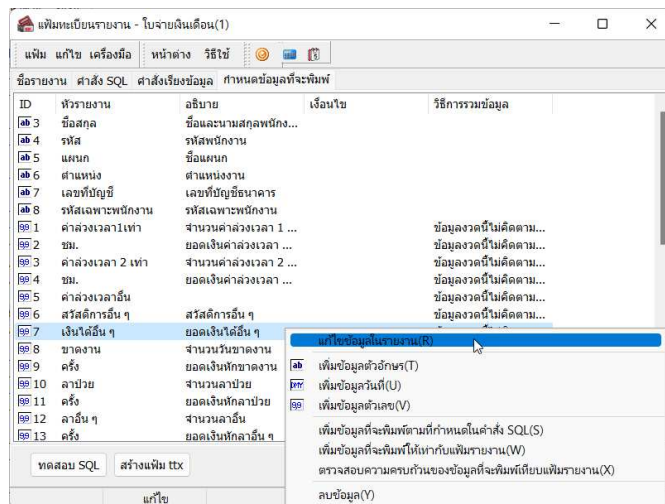 แฟ้มทะเบียนรายงาน - ใบจ่ายเงินเดือน(1)
แฟ้ม แก้ไข เครื่องมือ หน้าต่าง วิธีใช้
ชื่อรายงาน คำสั่ง SQL คำสั่งเรียงข้อมูล กำหนดข้อมูลที่จะพิมพ์
ID หัวรายงาน อธิบาย เงื่อนไข วิธีการรวมข้อมูล
ab 3 ชื่อสกุล ชื่อและนามสกุลพนักง...
ab 4 รหัส รหัสพนักงาน
ab 5 แผนก ชื่อแผนก
ab 6 ตำแหน่ง ตำแหน่งงาน
ab 7 เลขที่บัญชี เลขที่บัญชีธนาคาร
ab 8 รหัสเฉพาะพนักงาน รหัสเฉพาะพนักงาน
99 1 ค่าล่วงเวลา1เท่า จำนวนค่าล่วงเวลา 1 ... ข้อมูลงวดนี้ไม่คิดตาม...
99 2 ชม. ยอดเงินค่าล่วงเวลา ... ข้อมูลงวดนี้ไม่คิดตาม...
99 3 ค่าล่วงเวลา 2 เท่า จำนวนค่าล่วงเวลา 2 ... ข้อมูลงวดนี้ไม่คิดตาม...
99 4 ชม. ยอดเงินค่าล่วงเวลา ... ข้อมูลงวดนี้ไม่คิดตาม...
99 5 ค่าล่วงเวลาอื่น ข้อมูลงวดนี้ไม่คิดตาม...
99 6 สวัสดิการอื่น ๆ สวัสดิการอื่น ๆ ข้อมูลงวดนี้ไม่คิดตาม...
99 7 เงินได้อื่น ๆ ยอดเงินได้อื่น ๆ
99 8 ขาดงาน จำนวนวันขาดงาน
99 9 ครั้ง ยอดเงินหักขาดงาน
99 10 ลาป่วย จำนวนลาป่วย
99 11 ครั้ง ยอดเงินหักลาป่วย
99 12 ลาอื่น ๆ จำนวนลาอื่น
99 13 ครั้ง ยอดเงินหักลาอื่น ๆ
แก้ไขข้อมูลในรายงาน(R)
ab เพิ่มข้อมูลตัวอักษร(T)
เพิ่มข้อมูลวันที่(U)
99 เพิ่มข้อมูลตัวเลข(V)
เพิ่มข้อมูลที่จะพิมพ์ตามที่กำหนดในคำสั่ง SQL(S)
เพิ่มข้อมูลที่จะพิมพ์ให้เท่ากับแฟ้มรายงาน(W)
ตรวจสอบความครบถ้วนของข้อมูลที่จะพิมพ์เทียบแฟ้มรายงาน(X)
ลบข้อมูล(Y)
ทดสอบ SQL สร้างแฟ้ม ttx
แก้ไข